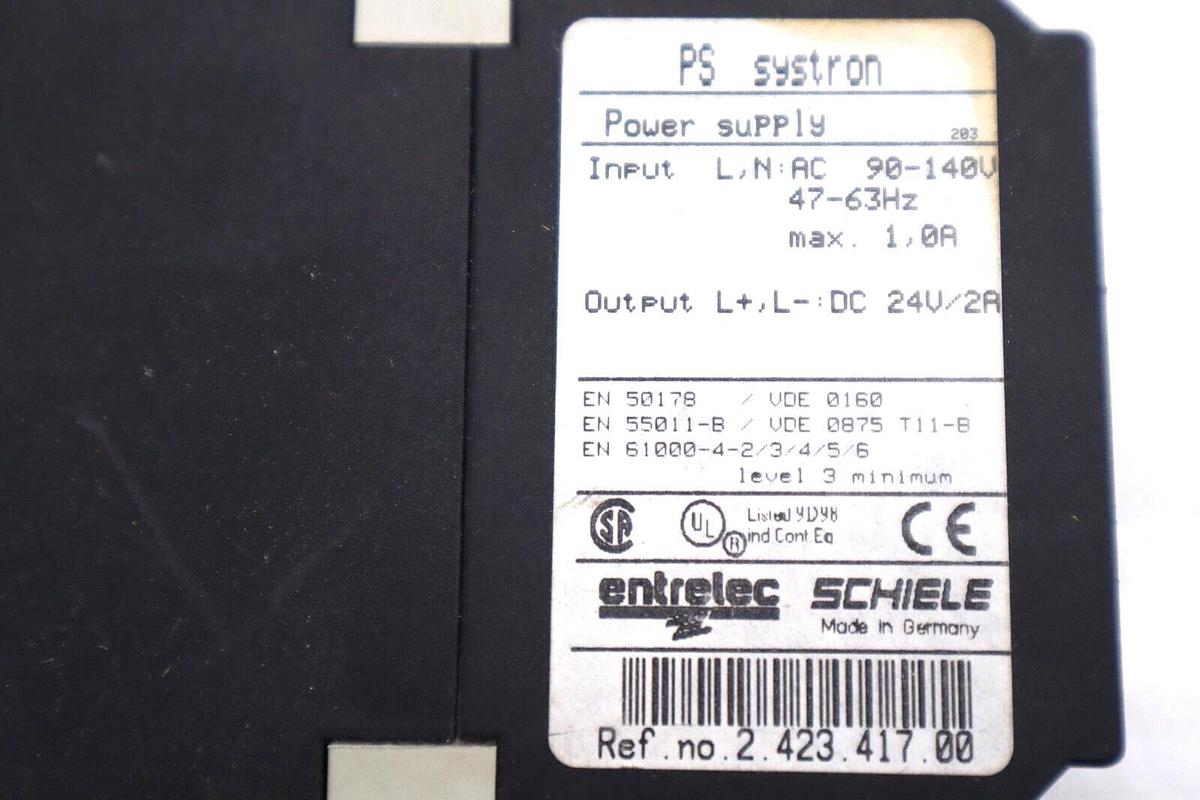 PS systron
Power supply 203
Input L,N:AC 90-140V
47-63Hz
max. 1,0A
Output L+,L-:DC 24V/2A
EN 50178 / VDE 0160
EN 55011-B / VDE 0875 T11-B
EN 61000-4-2/3/4/5/6
level 3 minimum
SA UL R Listed 9D98 CE
ind Cont.Eq
entrelec SCHIELE
Made in Germany
Ref.no.2.423.417.00